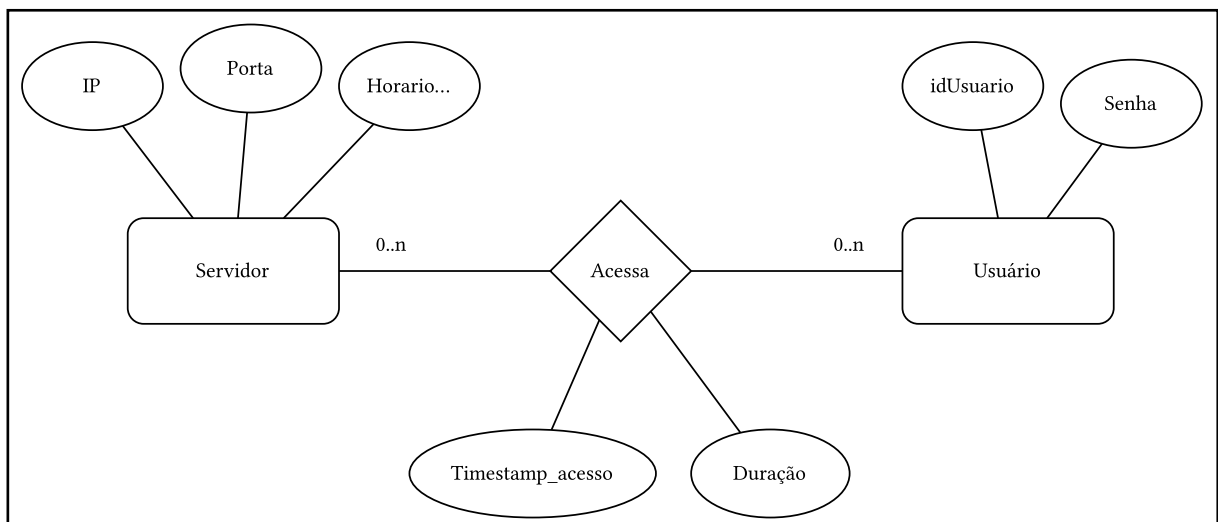 IP
Porta
Horario...
idUsuario
Senha
Servidor
0..n
Acessa
0..n
Usuário
Timestamp_acesso
Duração